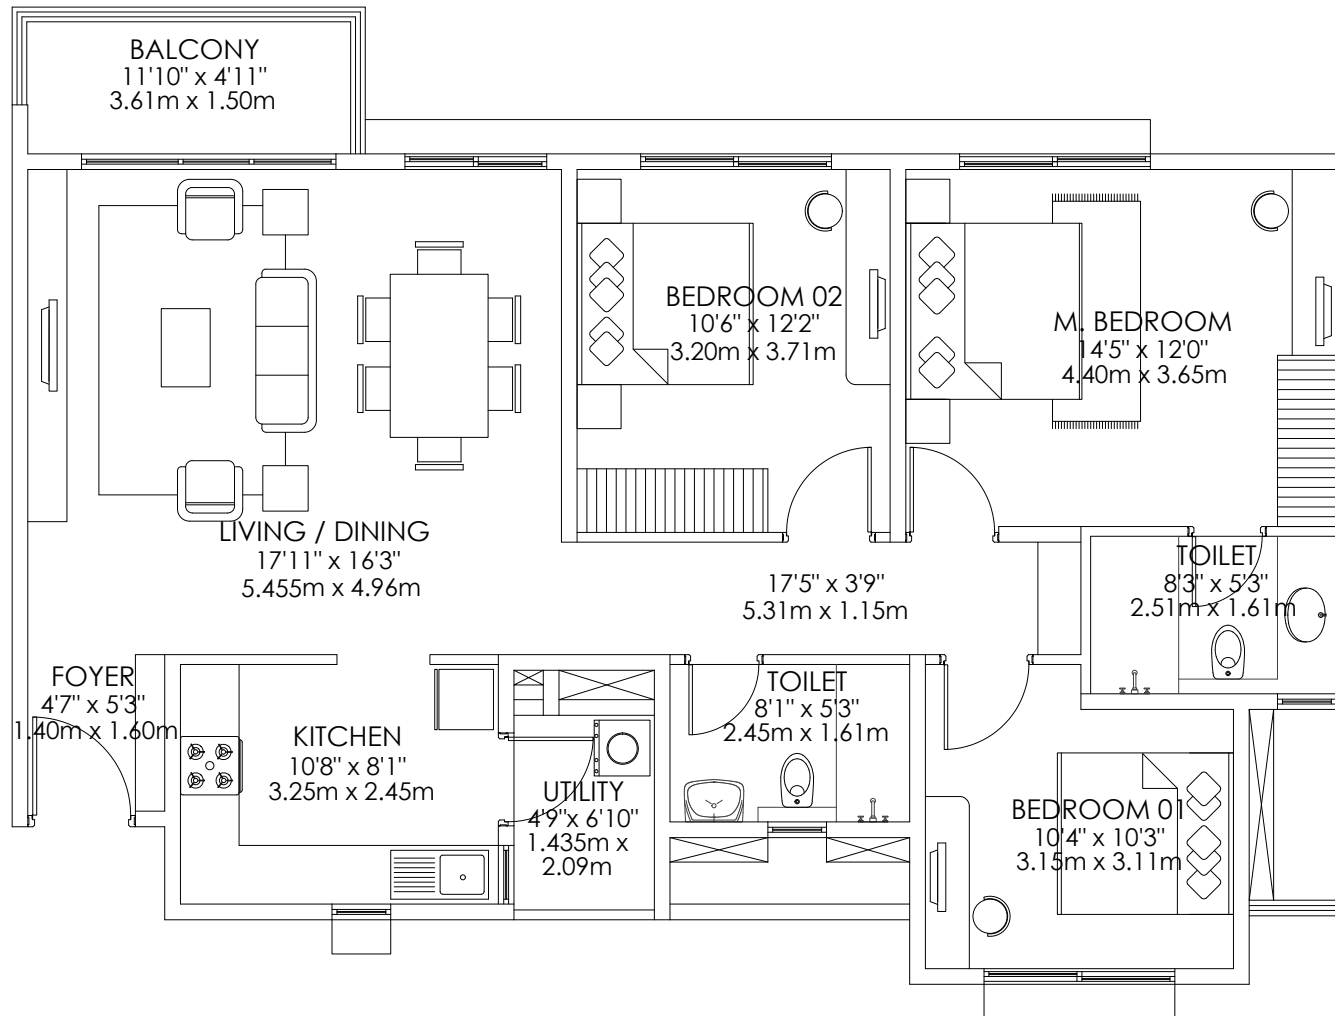 BALCONY
11'10" x 4'11"
3.61m x 1.50m
BEDROOM 02
10'6" x 12'2"
3.20m x 3.71m
M. BEDROOM
14'5" x 12'0"
4.40m x 3.65m
LIVING / DINING
17'11" x 16'3"
5.455m x 4.96m
17'5" x 3'9"
5.31m x 1.15m
TOILET
8'3" x 5'3"
2.51m x 1.61m
FOYER
4'7" x 5'3"
1.40m x 1.60m
KITCHEN
10'8" x 8'1"
3.25m x 2.45m
UTILITY
4'9"x 6'10"
1.435m x
2.09m
TOILET
8'1" x 5'3"
2.45m x 1.61m
BEDROOM 01
10'4" x 10'3"
3.15m x 3.11m